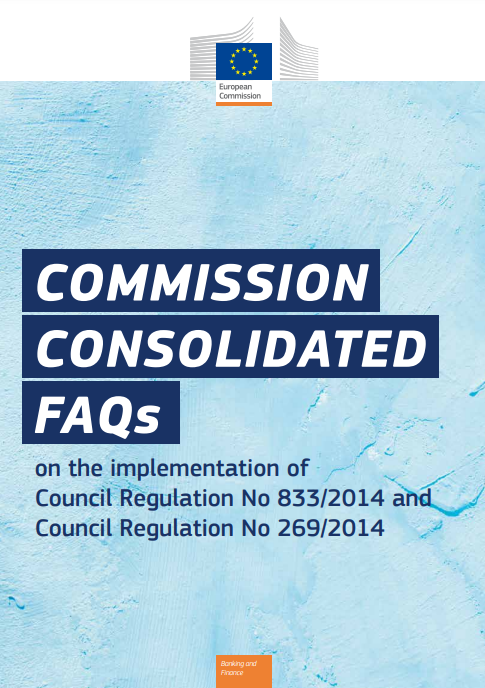 European
Commission
COMMISSION
CONSOLIDATED
FAQs
on the implementation of
Council Regulation No 833/2014 and
Council Regulation No 269/2014
Banking and
Finance